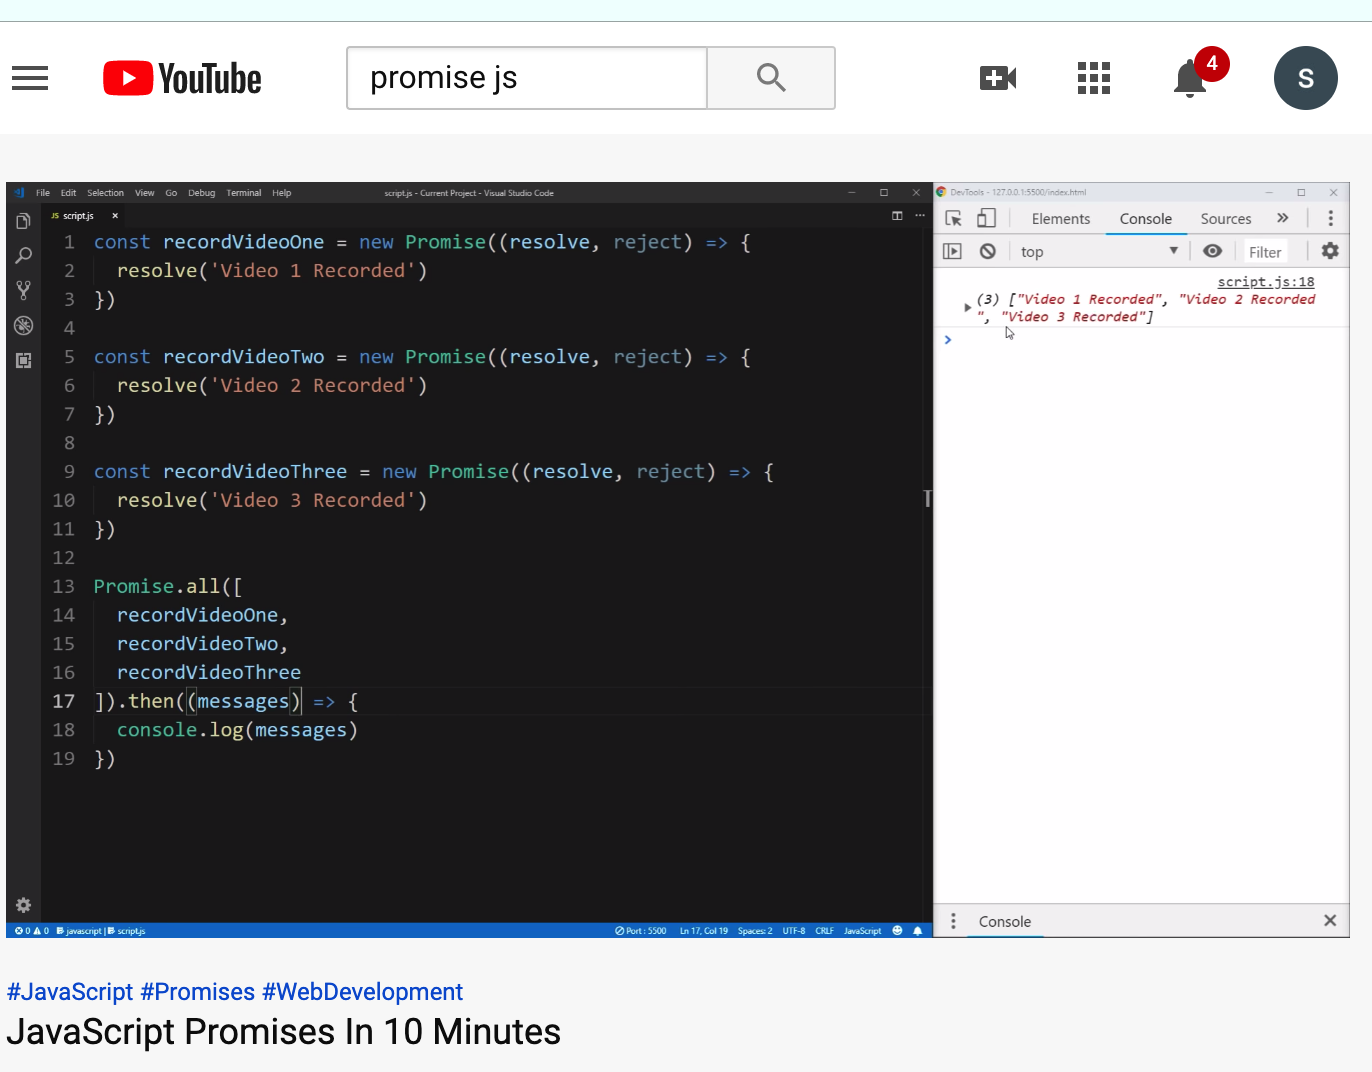 YouTube
promise js
4
S
File Edit Selection View Go Debug Terminal Help
script.js - Current Project - Visual Studio Code
JS script.js ×
1 const recordVideoOne = new Promise((resolve, reject) => {
2   resolve('Video 1 Recorded')
3 })
4
5 const recordVideoTwo = new Promise((resolve, reject) => {
6   resolve('Video 2 Recorded')
7 })
8
9 const recordVideoThree = new Promise((resolve, reject) => {
10   resolve('Video 3 Recorded')
11 })
12
13 Promise.all([
14   recordVideoOne,
15   recordVideoTwo,
16   recordVideoThree
17 ]).then((messages) => {
18   console.log(messages)
19 })
0 0 javascript | script.js
Port : 5500 Ln 17, Col 19 Spaces: 2 UTF-8 CRLF JavaScript
DevTools - 127.0.0.1:5500/index.html
Elements Console Sources »
top Filter
script.js:18
(3) ["Video 1 Recorded", "Video 2 Recorded
", "Video 3 Recorded"]
Console
#JavaScript #Promises #WebDevelopment
JavaScript Promises In 10 Minutes